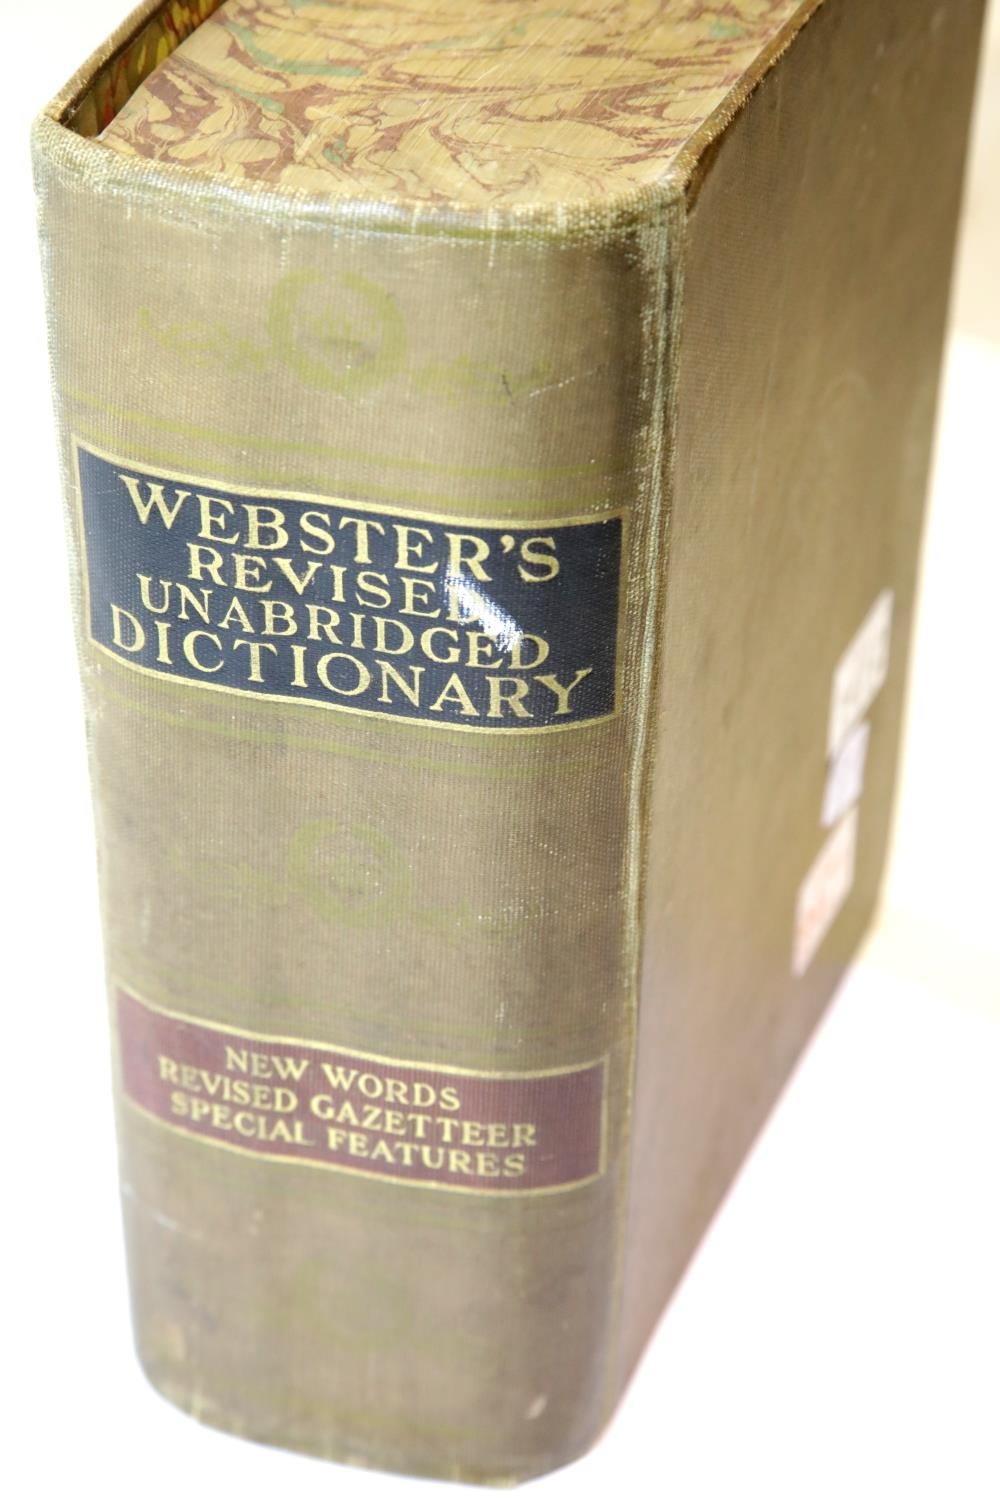 WEBSTER'S
REVISED
UNABRIDGED
DICTIONARY
NEW WORDS
REVISED GAZETTEER
SPECIAL FEATURES